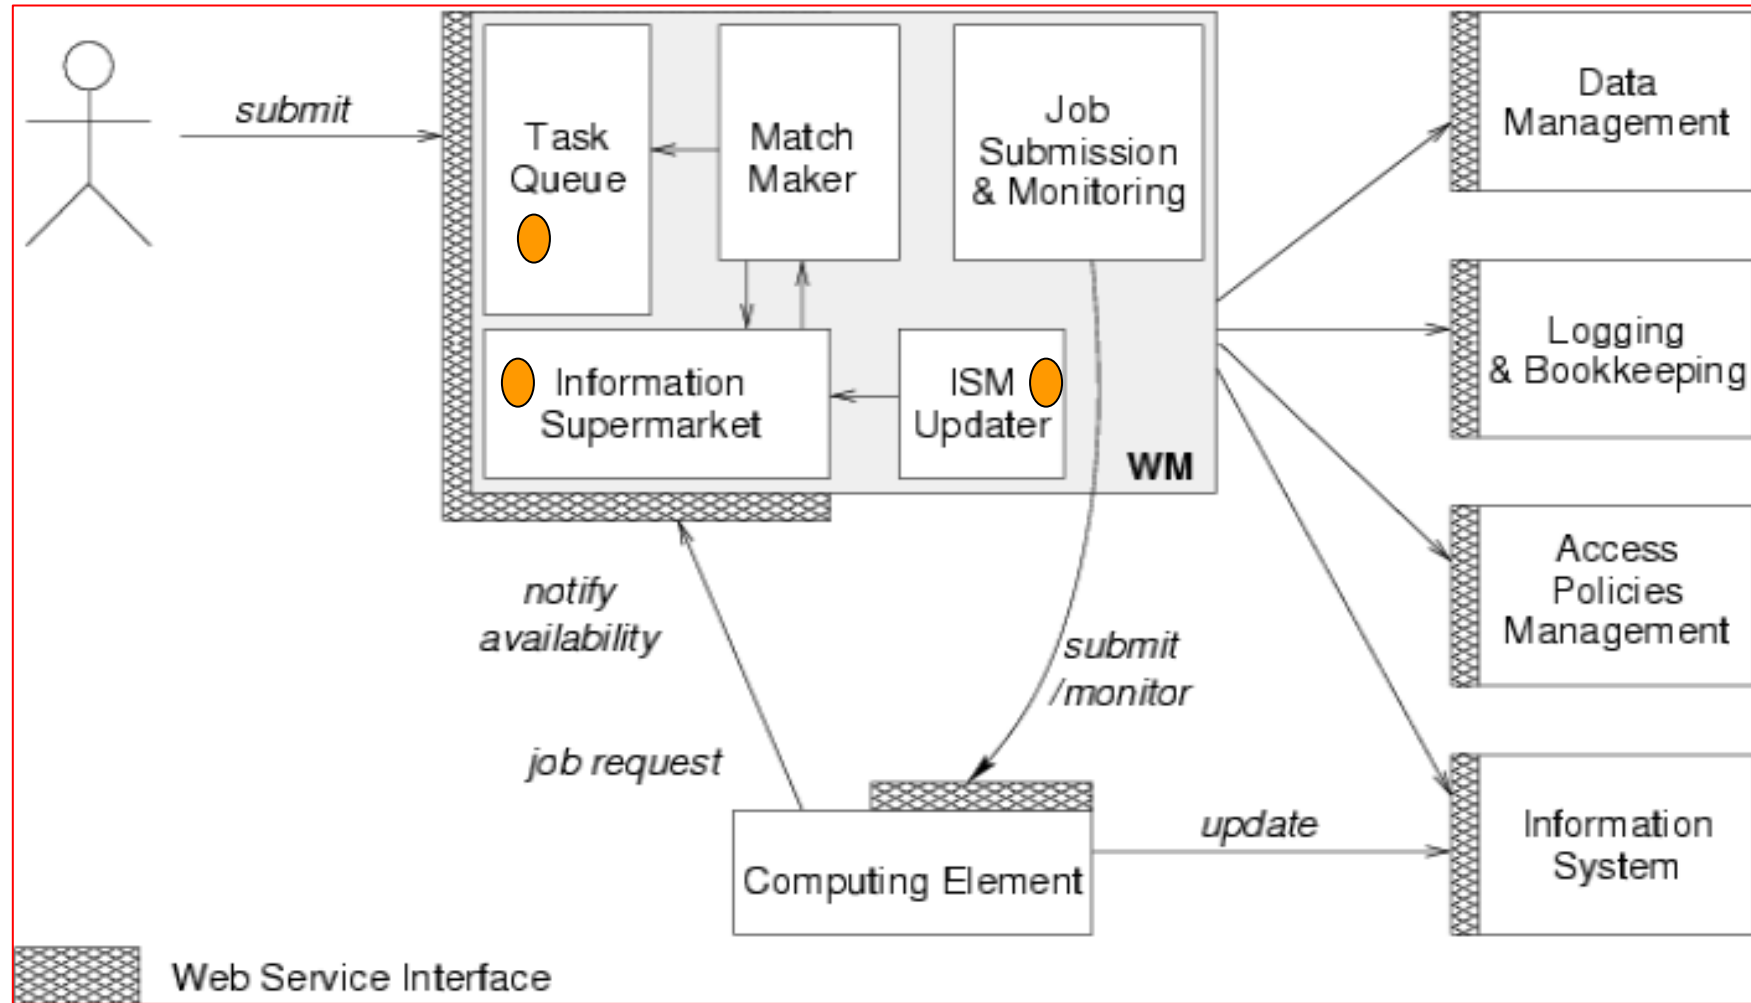 submit
Task
Queue
Match
Maker
Job
Submission
& Monitoring
Information
Supermarket
ISM
Updater
WM
Data
Management
Logging
& Bookkeeping
Access
Policies
Management
Information
System
notify
availability
job request
submit
/monitor
update
Computing Element
Web Service Interface